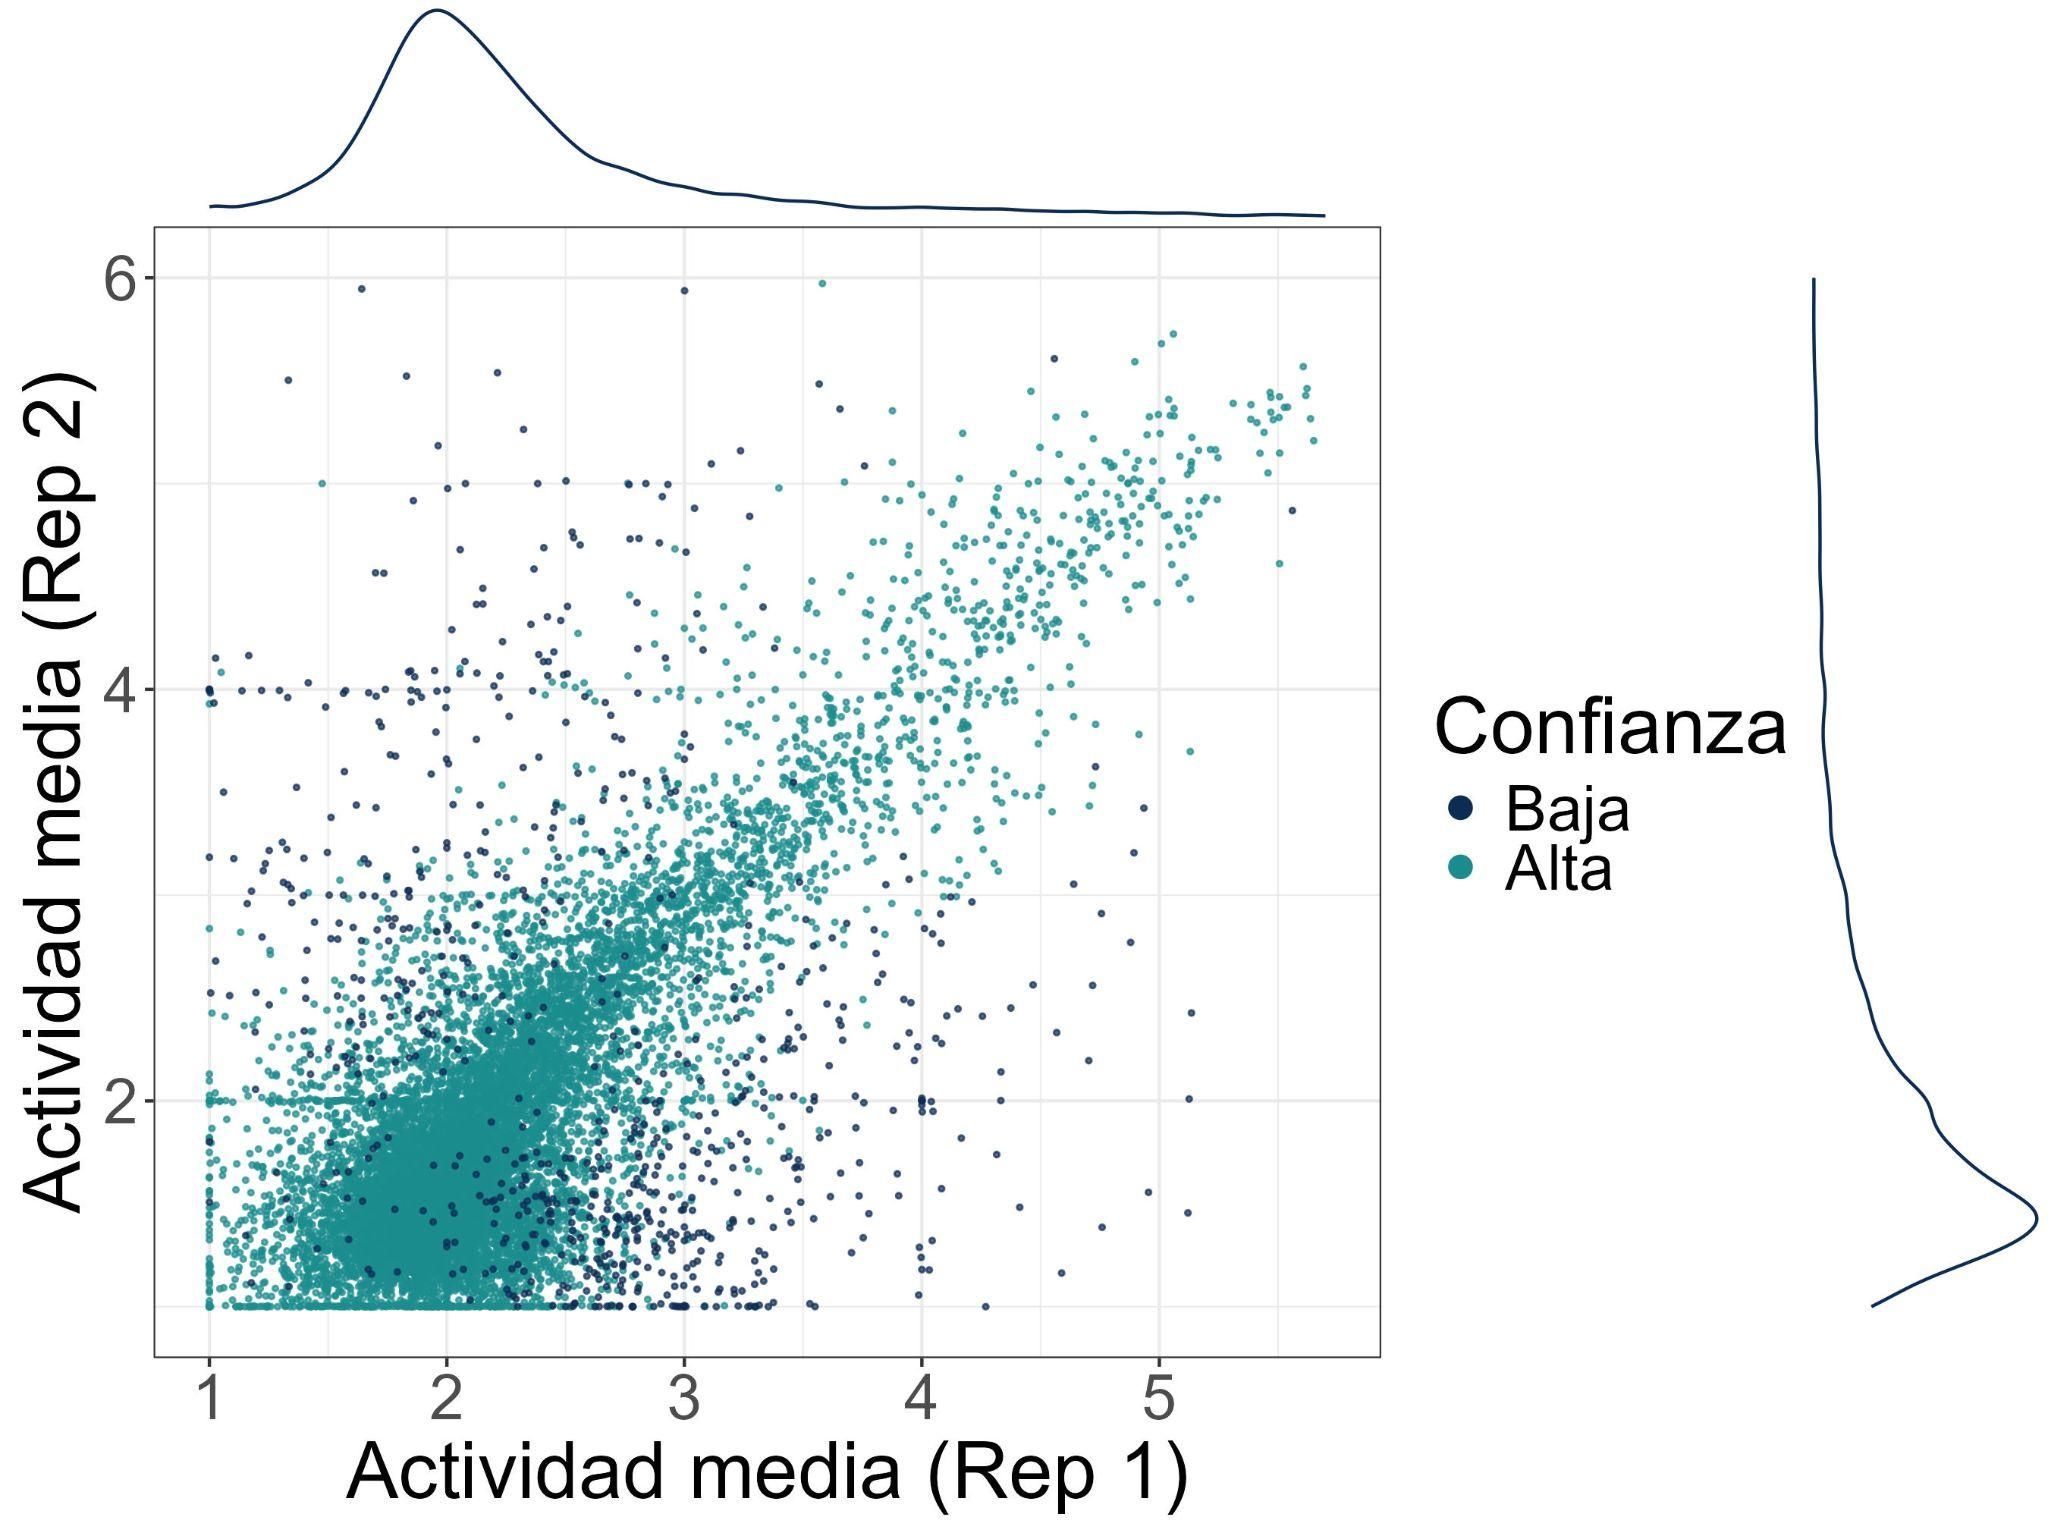 6
4
2
Actividad media (Rep 2)
1 2 3 4 5
Actividad media (Rep 1)
Confianza
Baja
Alta